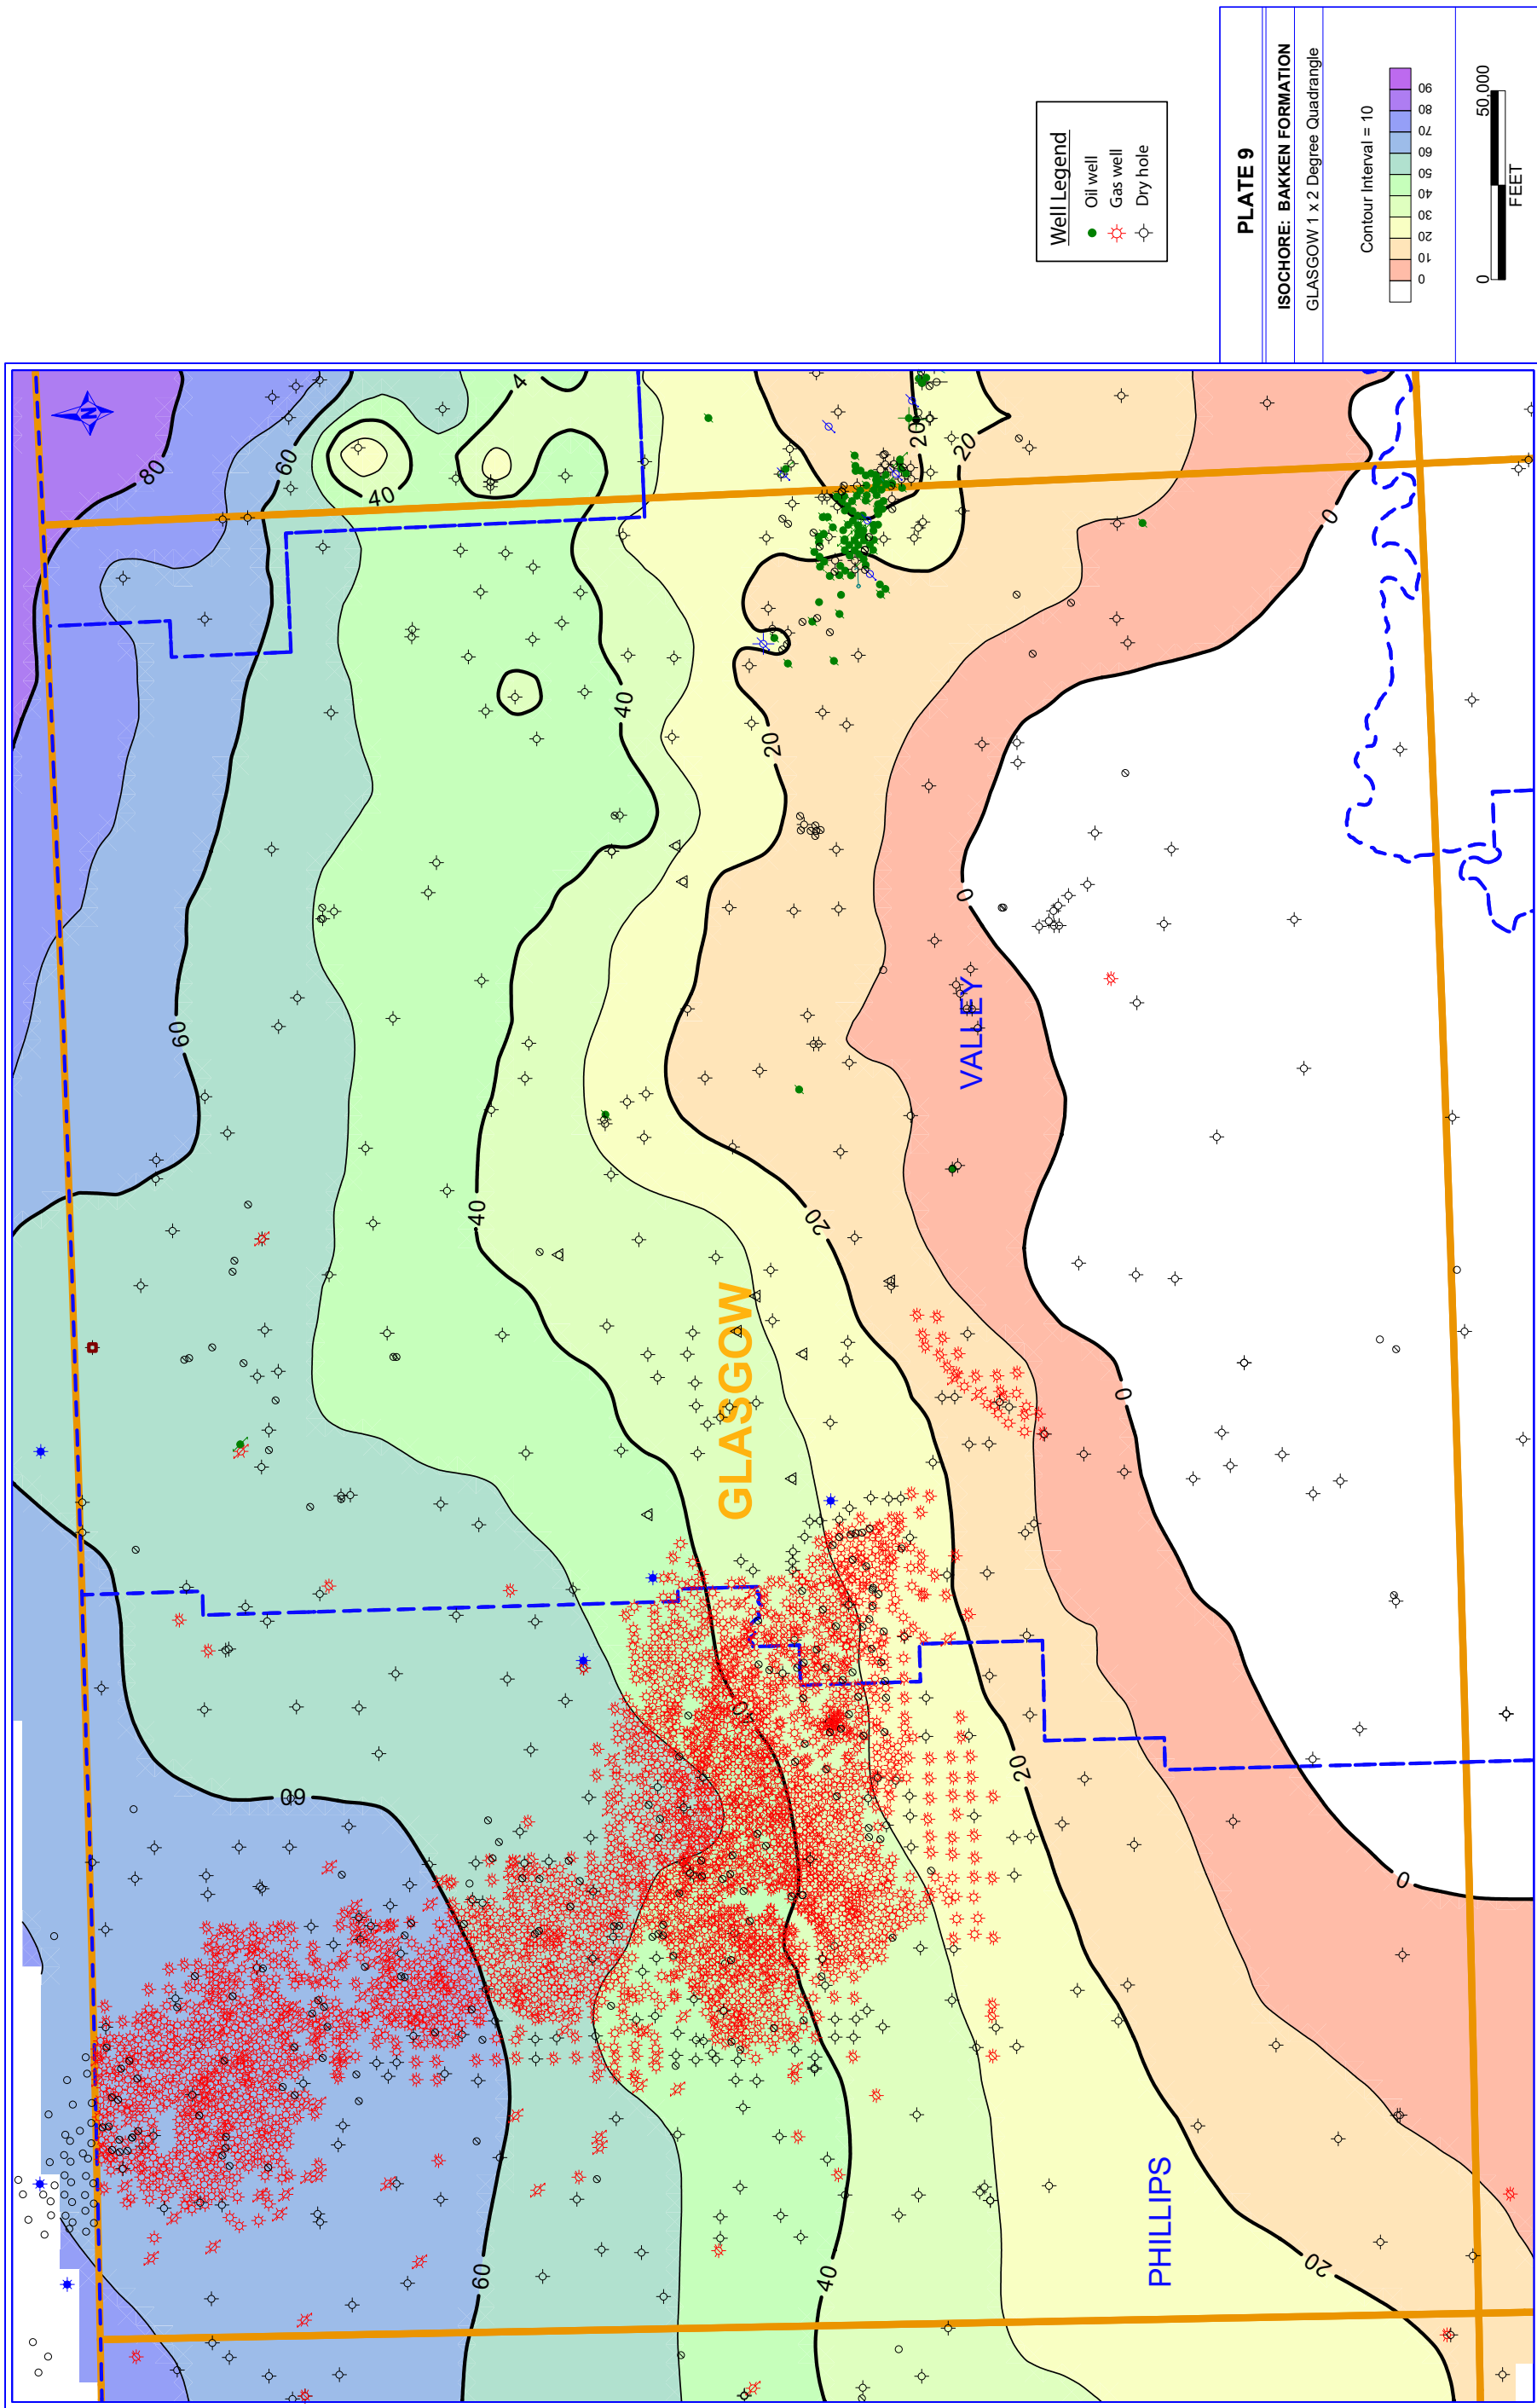 PLATE 9
ISOCHORE: BAKKEN FORMATION
GLASGOW 1 x 2 Degree Quadrangle
Contour Interval = 10
0 10 20 30 40 50 60 70 80 90
0 50,000
FEET
Well Legend
Oil well
Gas well
Dry hole
N
80
60
40
4
20
20
0
40
20
60
0
VALLEY
40
20
GLASGOW
0
60
20
0
60
40
PHILLIPS
20